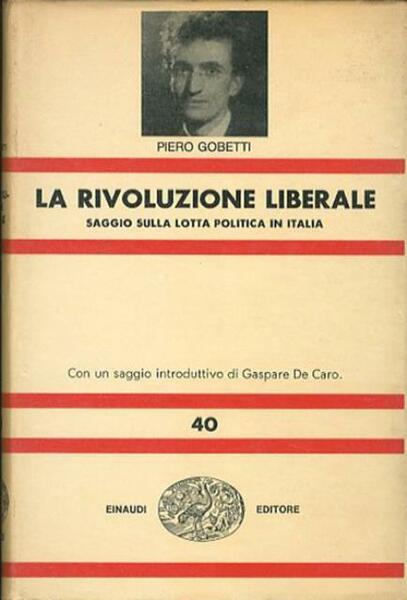 PIERO GOBETTI
LA RIVOLUZIONE LIBERALE
SAGGIO SULLA LOTTA POLITICA IN ITALIA
Con un saggio introduttivo di Gaspare De Caro.
40
EINAUDI EDITORE